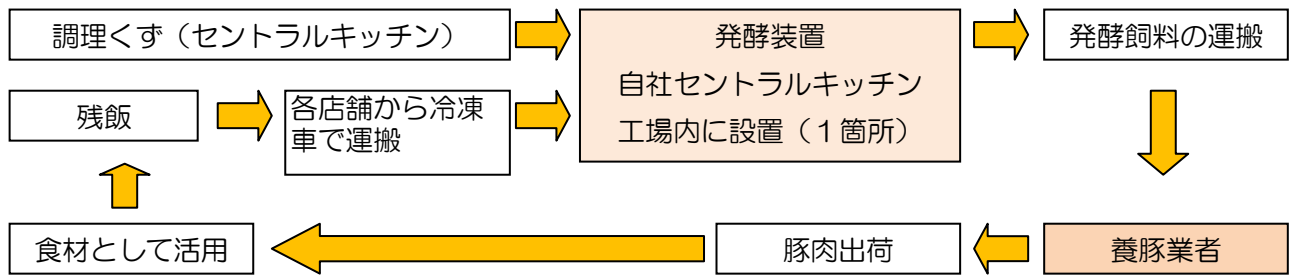 調理くず（セントラルキッチン）
発酵装置
自社セントラルキッチン
工場内に設置（１箇所）
発酵飼料の運搬
残飯
各店舗から冷凍
車で運搬
食材として活用
豚肉出荷
養豚業者